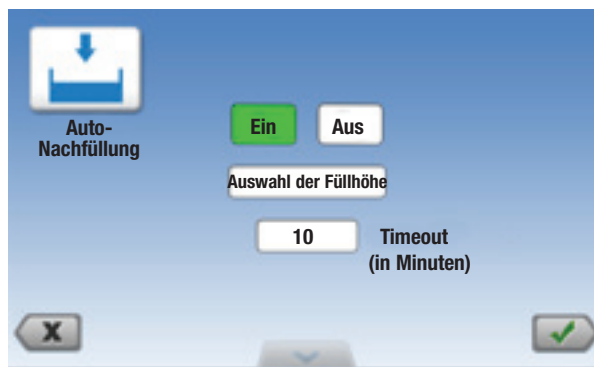 Auto-
Nachfüllung
Ein
Aus
Auswahl der Füllhöhe
10
Timeout
(in Minuten)
X